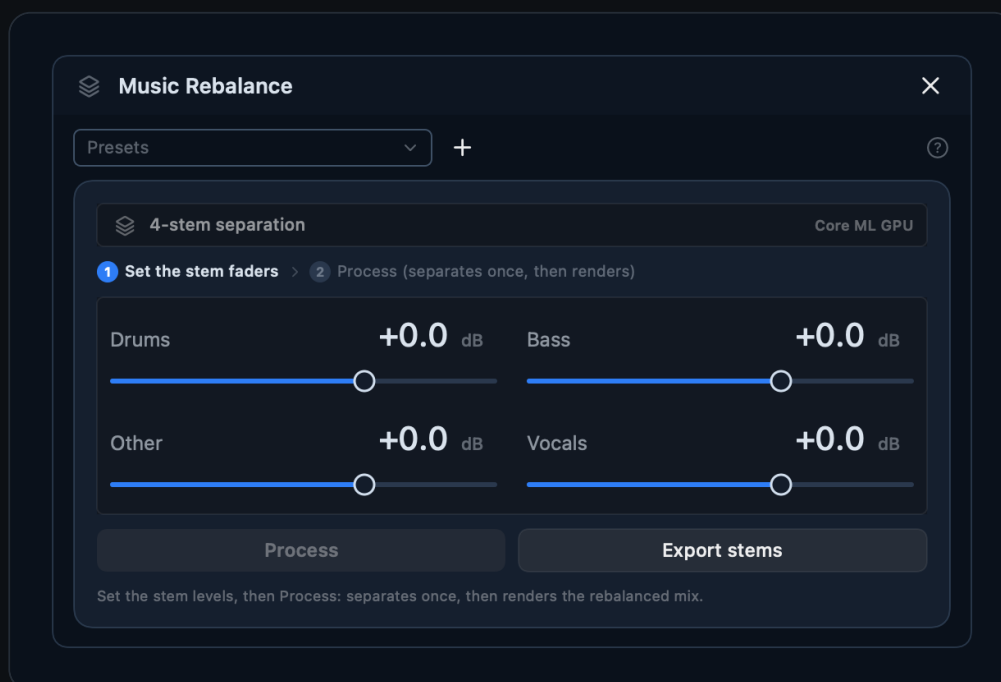 Music Rebalance
Presets
?
4-stem separation Core ML GPU
1 Set the stem faders 2 Process (separates once, then renders)
Drums +0.0 dB Bass +0.0 dB
Other +0.0 dB Vocals +0.0 dB
Process Export stems
Set the stem levels, then Process: separates once, then renders the rebalanced mix.